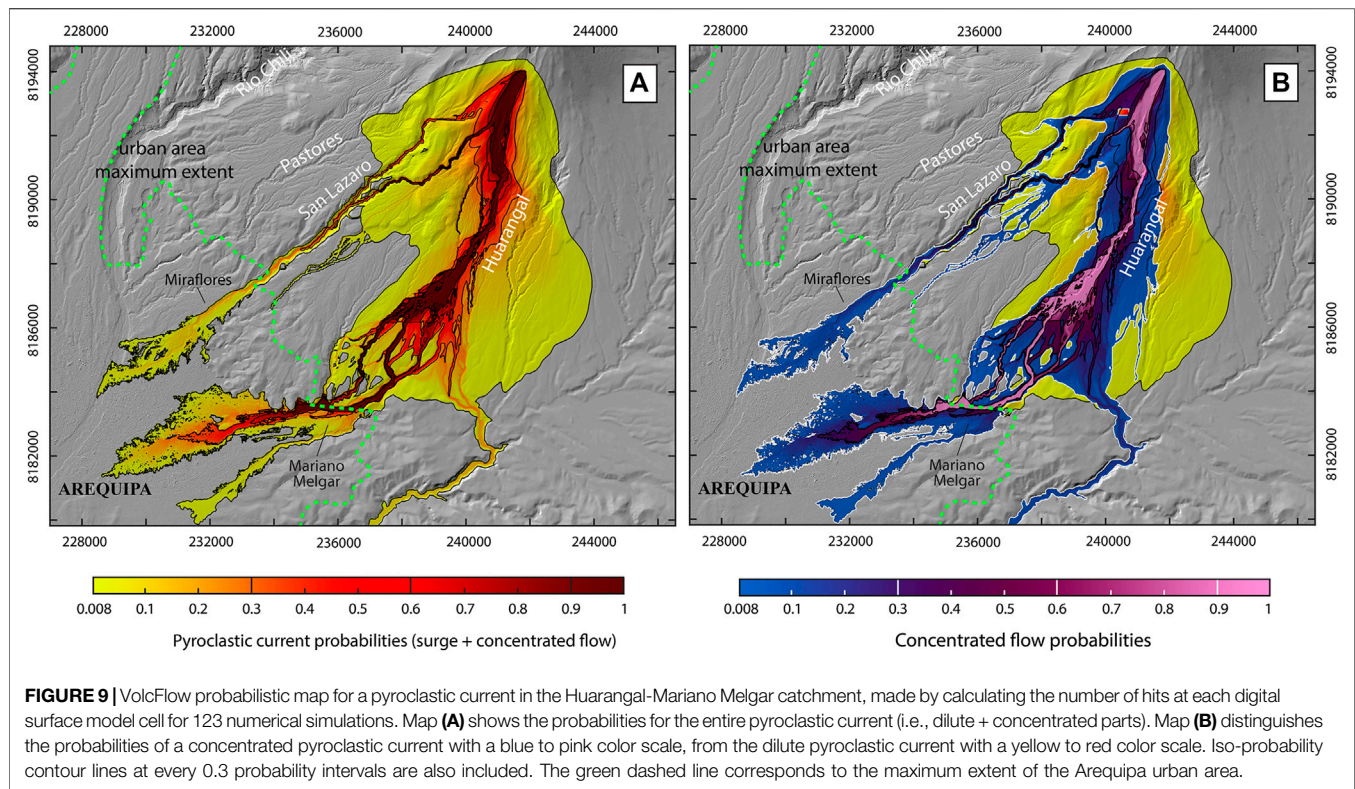 228000 232000 236000 240000 244000
228000 232000 236000 240000 244000
8194000
8190000
8186000
8182000
A
Rio Chili
urban area
maximum extent
Pastores
San Lazaro
Huarangal
Miraflores
Mariano
Melgar
AREQUIPA
228000 232000 236000 240000 244000
B
Rio Chili
urban area
maximum extent
Pastores
San Lazaro
Huarangal
Miraflores
Mariano
Melgar
AREQUIPA
8194000
8190000
8186000
8182000
228000 232000 236000 240000 244000
0.008 0.1 0.2 0.3 0.6 0.7 0.8 0.9 1
Pyroclastic current probabilities (surge + concentrated flow)
0.008 0.1 0.2 0.3 0.6 0.7 0.8 0.9 1
Concentrated flow probabilities
FIGURE 9 | VolcFlow probabilistic map for a pyroclastic current in the Huarangal-Mariano Melgar catchment, made by calculating the number of hits at each digital
surface model cell for 123 numerical simulations. Map (A) shows the probabilities for the entire pyroclastic current (i.e., dilute + concentrated parts). Map (B) distinguishes
the probabilities of a concentrated pyroclastic current with a blue to pink color scale, from the dilute pyroclastic current with a yellow to red color scale. Iso-probability
contour lines at every 0.3 probability intervals are also included. The green dashed line corresponds to the maximum extent of the Arequipa urban area.